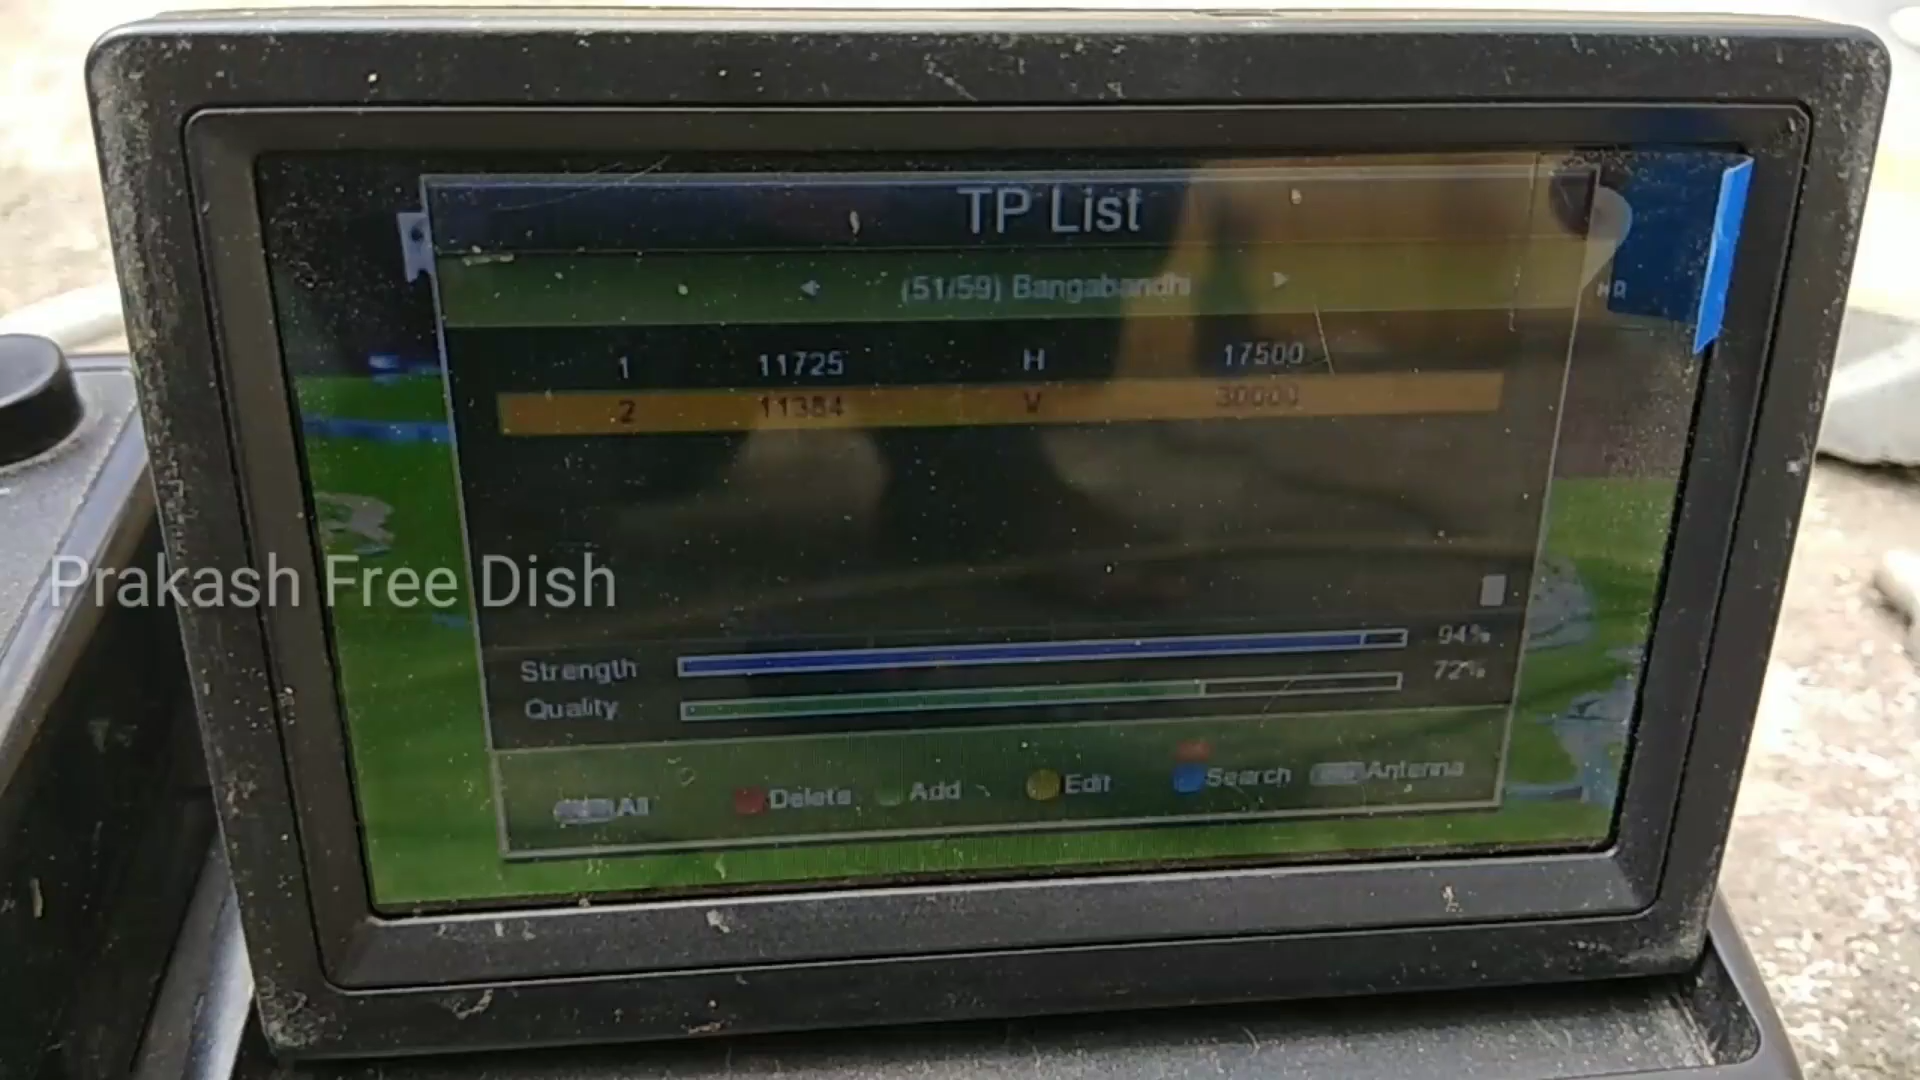 TP List
(51/59) Bangabandhi
1 11725 H 17500
2 11384 V 30000
Prakash Free Dish
Strength 94%
Quality 72%
All Delete Add Edit Search Antenna